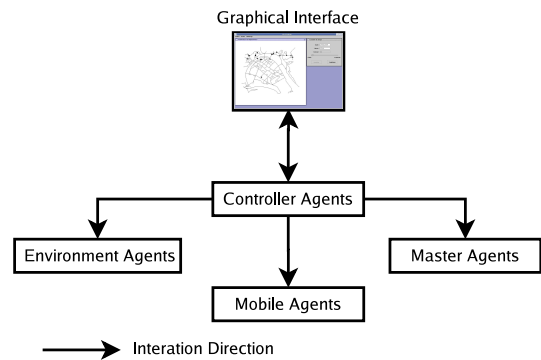 Graphical Interface
Controller Agents
Environment Agents
Master Agents
Mobile Agents
Interation Direction